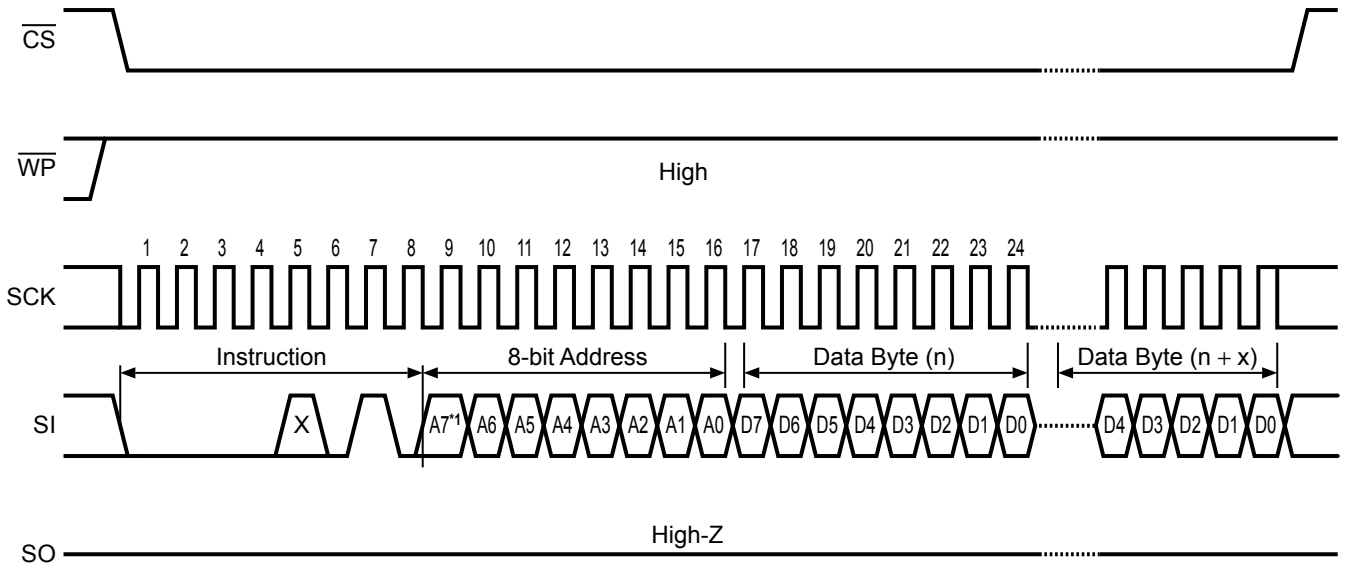 CS
WP
High
1 2 3 4 5 6 7 8 9 10 11 12 13 14 15 16 17 18 19 20 21 22 23 24
SCK
Instruction 8-bit Address Data Byte (n) Data Byte (n + x)
SI X A7*1 A6 A5 A4 A3 A2 A1 A0 D7 D6 D5 D4 D3 D2 D1 D0 D4 D3 D2 D1 D0
High-Z
SO